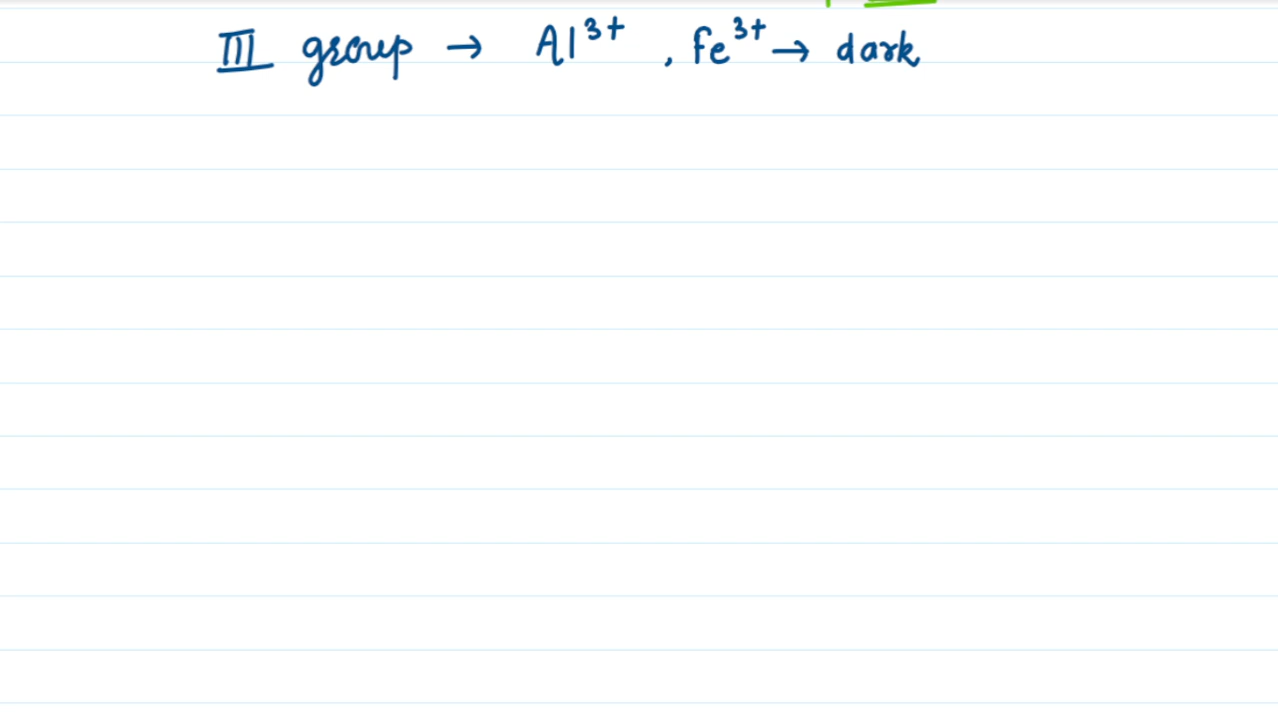 III group → Al³⁺ , Fe³⁺ → dark